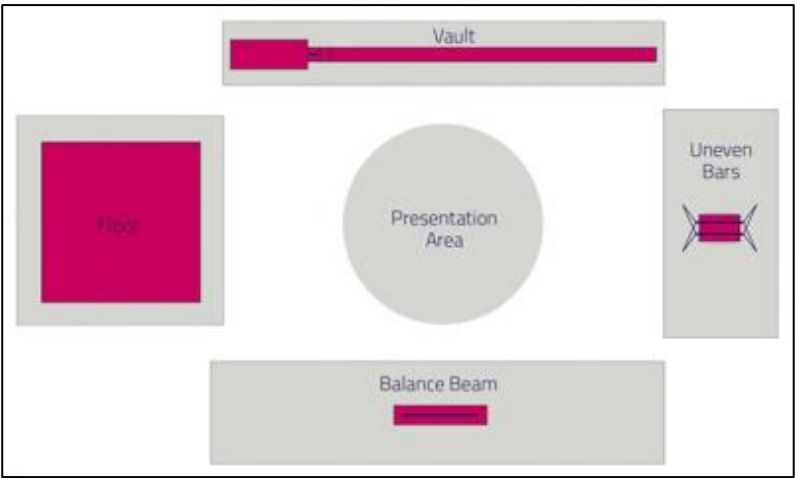 Vault
Uneven
Bars
Floor
Presentation
Area
Balance Beam